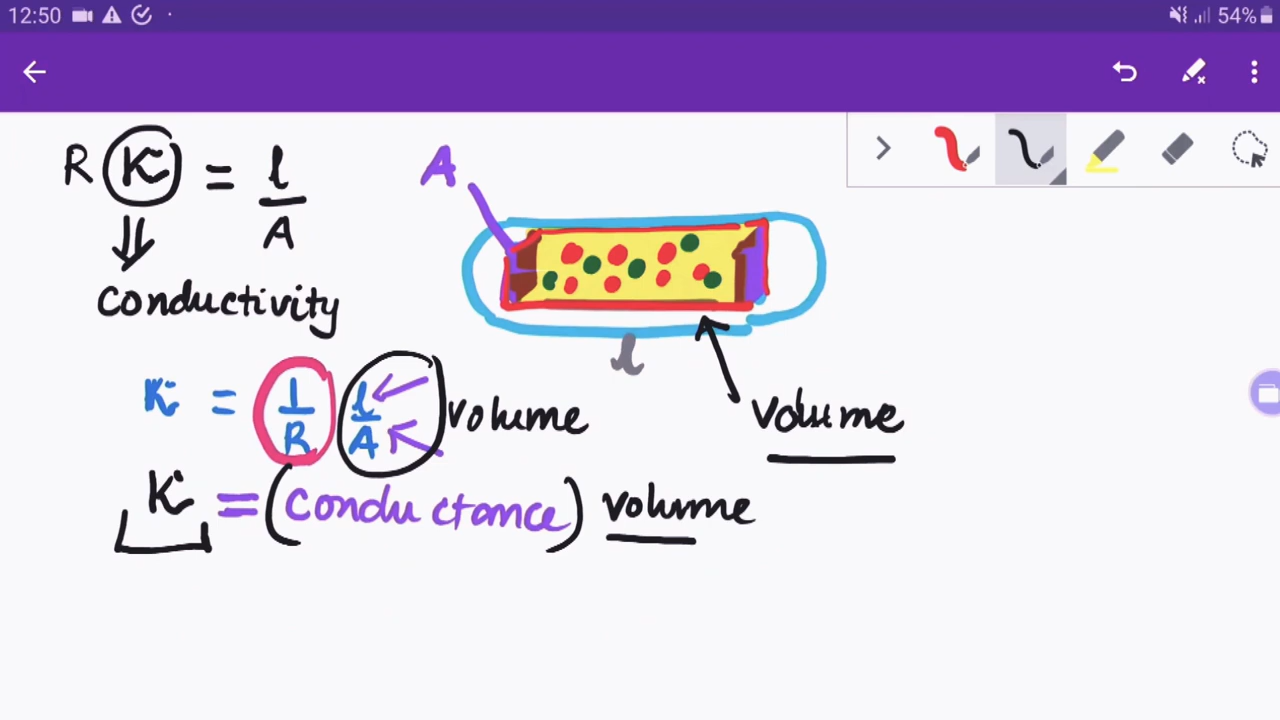 12:50
54%
R K = l/A
A
Conductivity
l
K = 1/R l/A volume
volume
K = (Conductance) volume